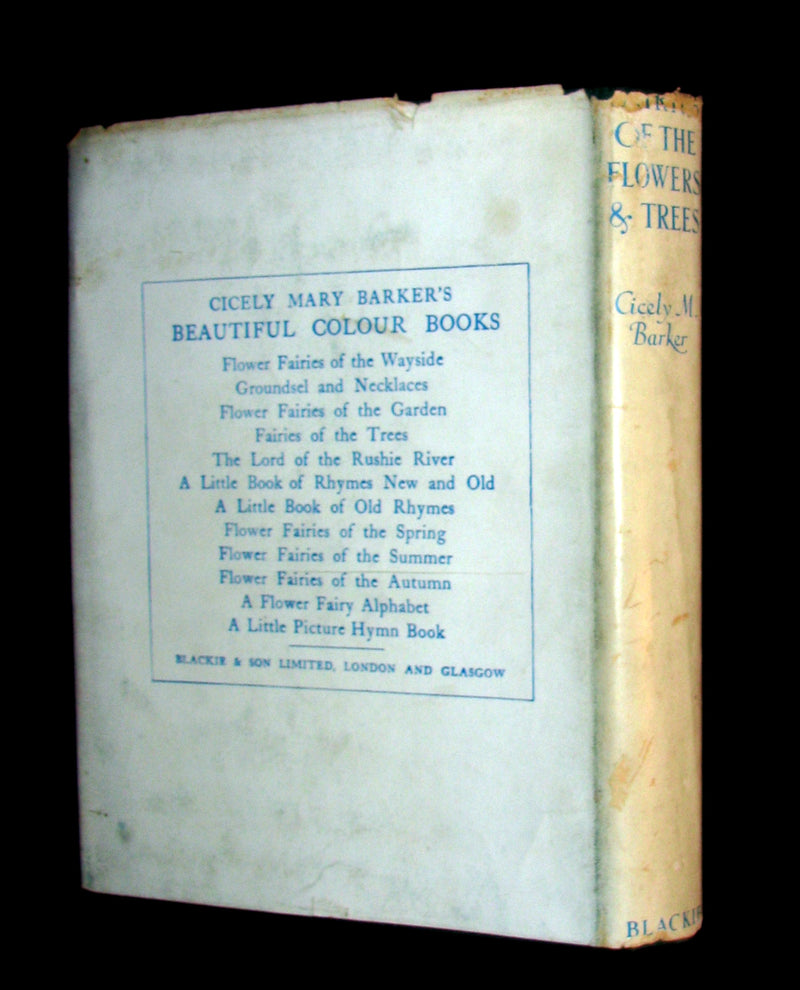 CICELY MARY BARKER'S
BEAUTIFUL COLOUR BOOKS
Flower Fairies of the Wayside
Groundsel and Necklaces
Flower Fairies of the Garden
Fairies of the Trees
The Lord of the Rushie River
A Little Book of Rhymes New and Old
A Little Book of Old Rhymes
Flower Fairies of the Spring
Flower Fairies of the Summer
Flower Fairies of the Autumn
A Flower Fairy Alphabet
A Little Picture Hymn Book
BLACKIE & SON LIMITED, LONDON AND GLASGOW
OF THE
FLOWERS
& TREES
Cicely M.
Barker
BLACKIE